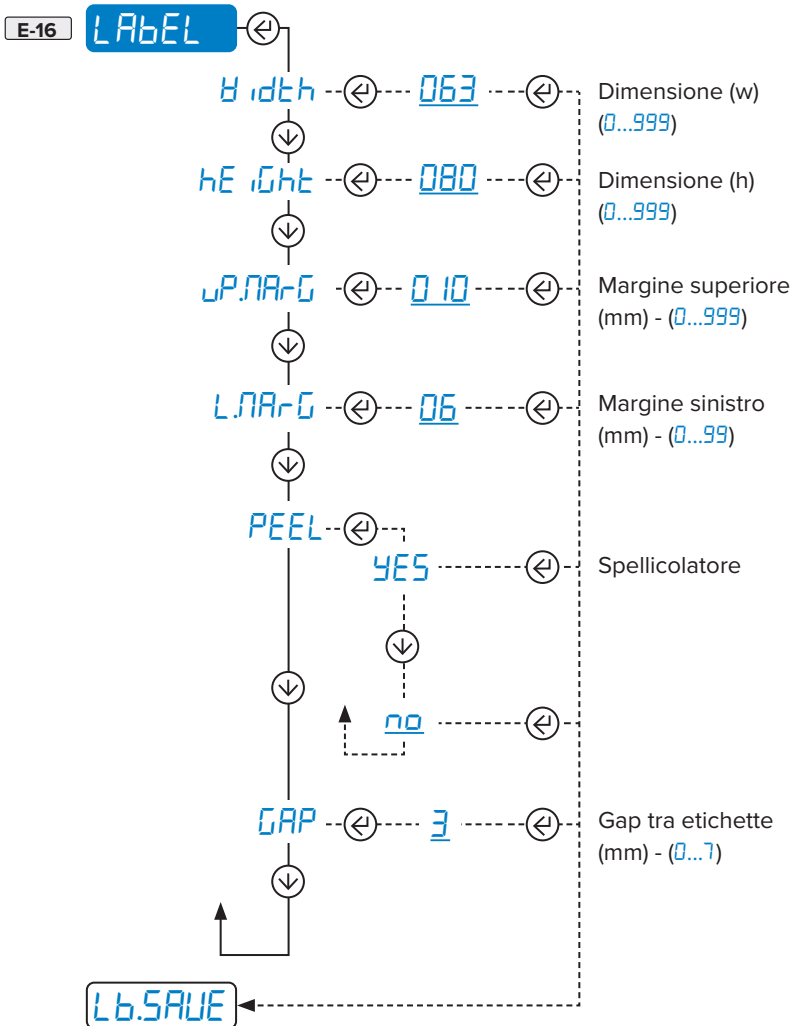 E-16 LAbEL
Width 063 Dimensione (w)
(0...999)
hEiGht 080 Dimensione (h)
(0...999)
uP.MArG 010 Margine superiore
(mm) - (0...999)
L.MArG 06 Margine sinistro
(mm) - (0...99)
PEEL
YES Spellicolatore
no
GAP 3 Gap tra etichette
(mm) - (0...7)
Lb.SAVE